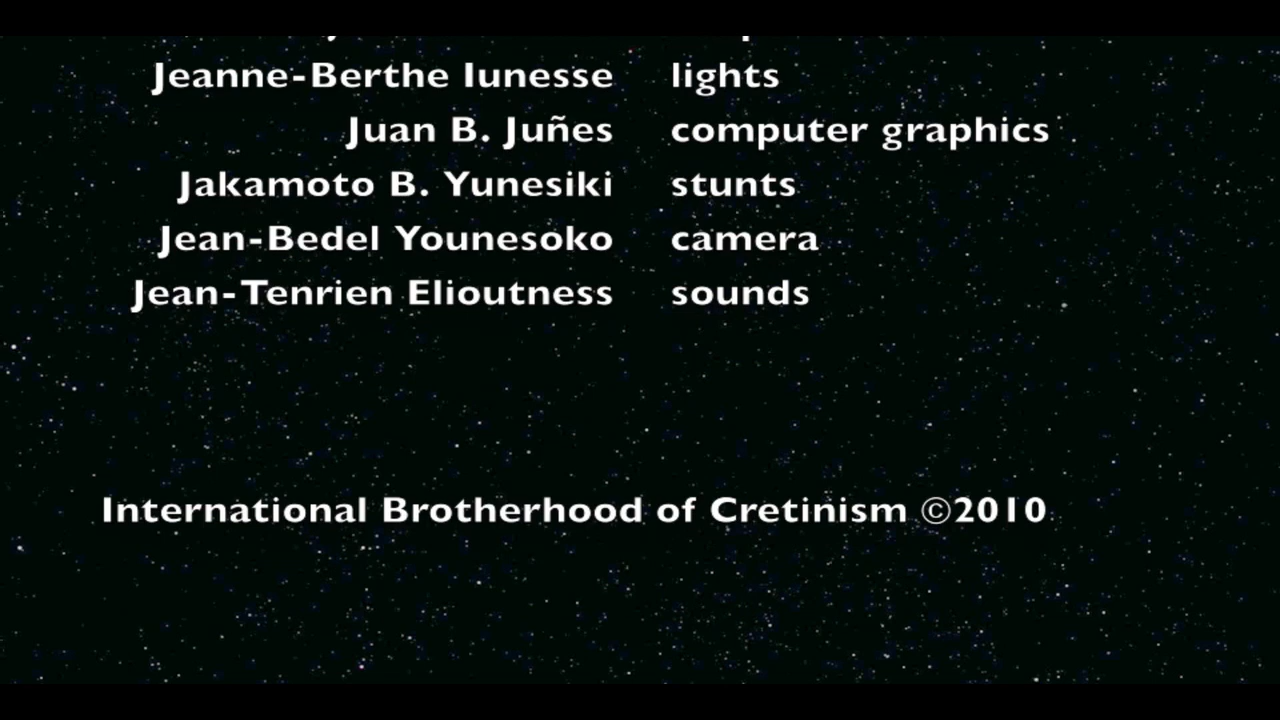 Jeanne-Berthe Iunesse lights
Juan B. Juñes computer graphics
Jakamoto B. Yunesiki stunts
Jean-Bedel Younesoko camera
Jean-Tenrien Elioutness sounds
International Brotherhood of Cretinism ©2010